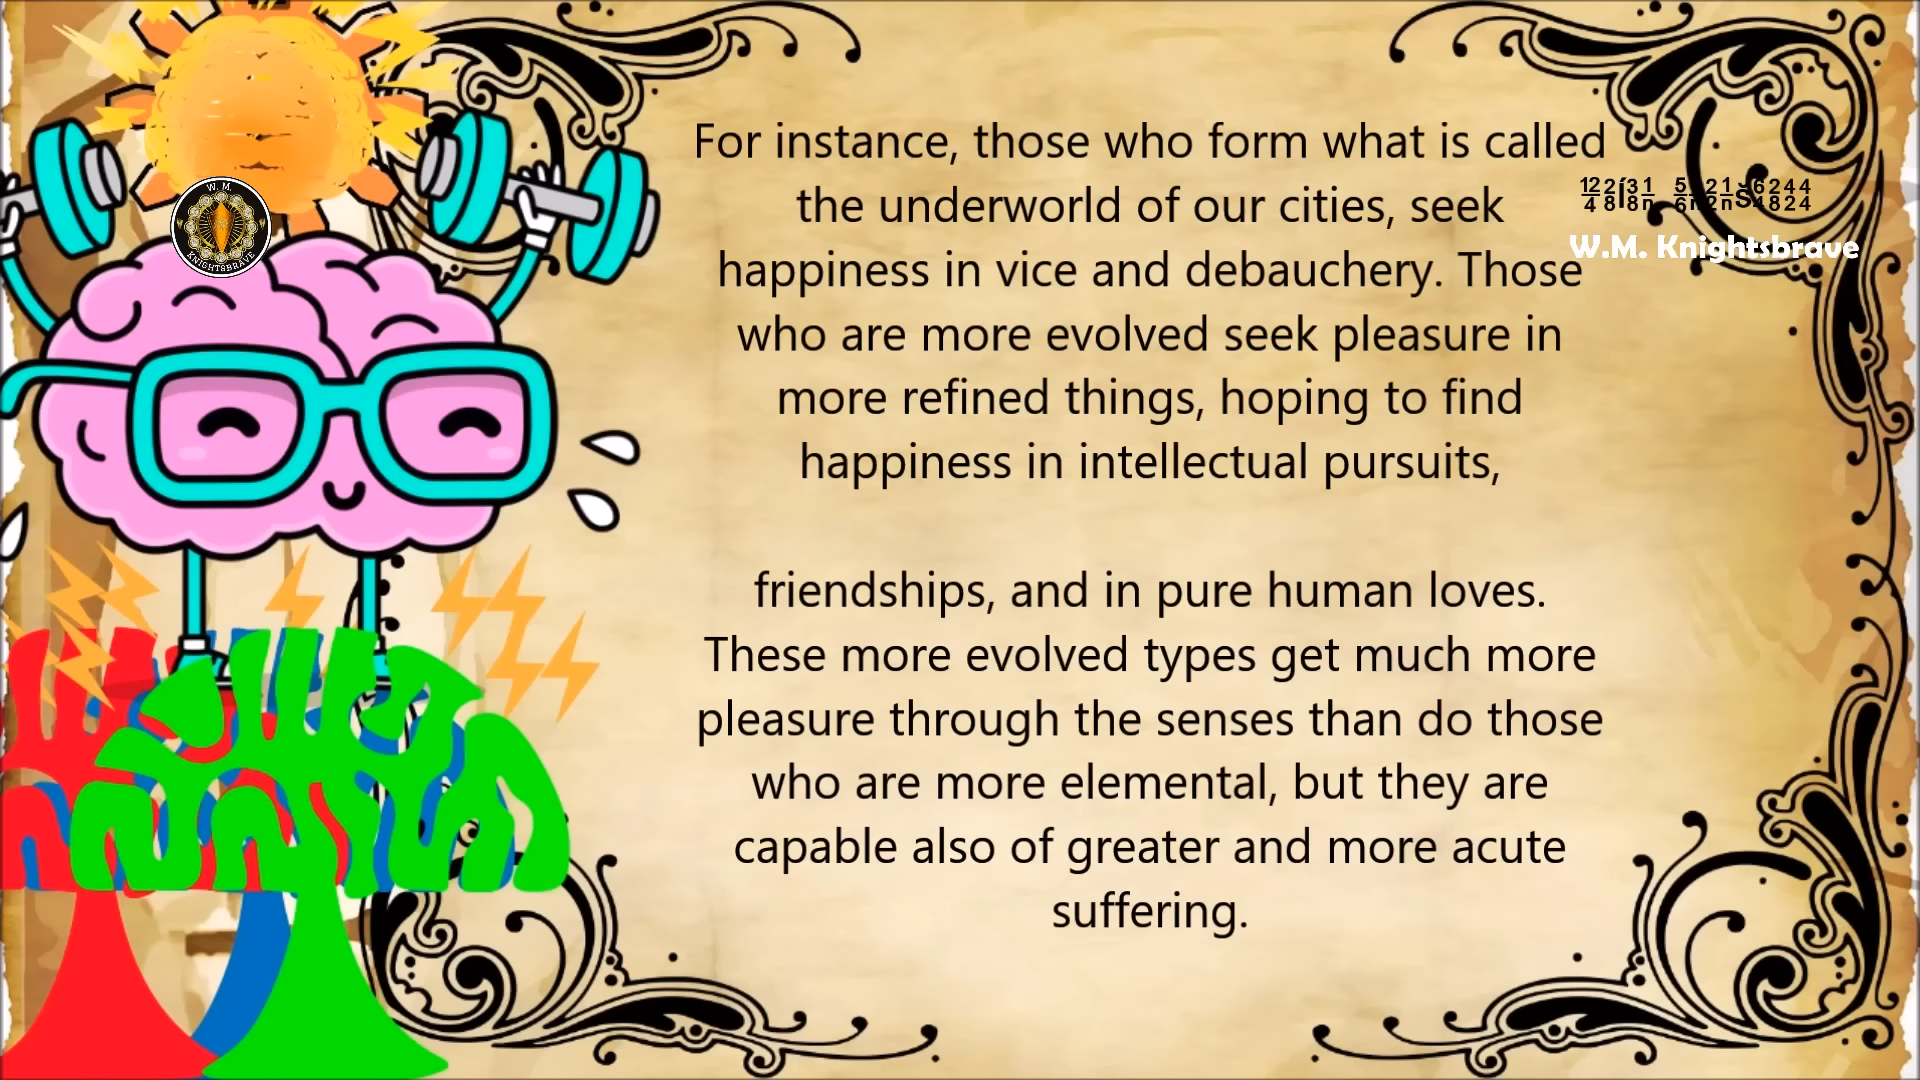 For instance, those who form what is called
the underworld of our cities, seek
happiness in vice and debauchery. Those
who are more evolved seek pleasure in
more refined things, hoping to find
happiness in intellectual pursuits,
friendships, and in pure human loves.
These more evolved types get much more
pleasure through the senses than do those
who are more elemental, but they are
capable also of greater and more acute
suffering.
W.M. Knightsbrave
W. M.
KNIGHTSBRAVE